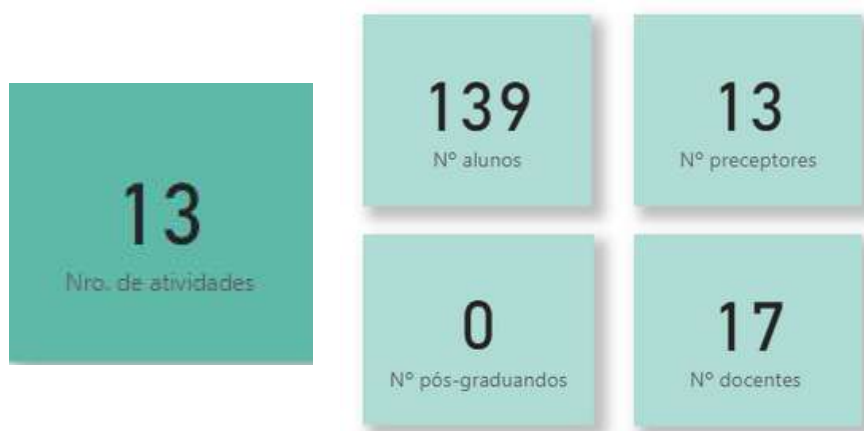 13
Nro. de atividades
139
Nº alunos
13
Nº preceptores
0
Nº pós-graduandos
17
Nº docentes